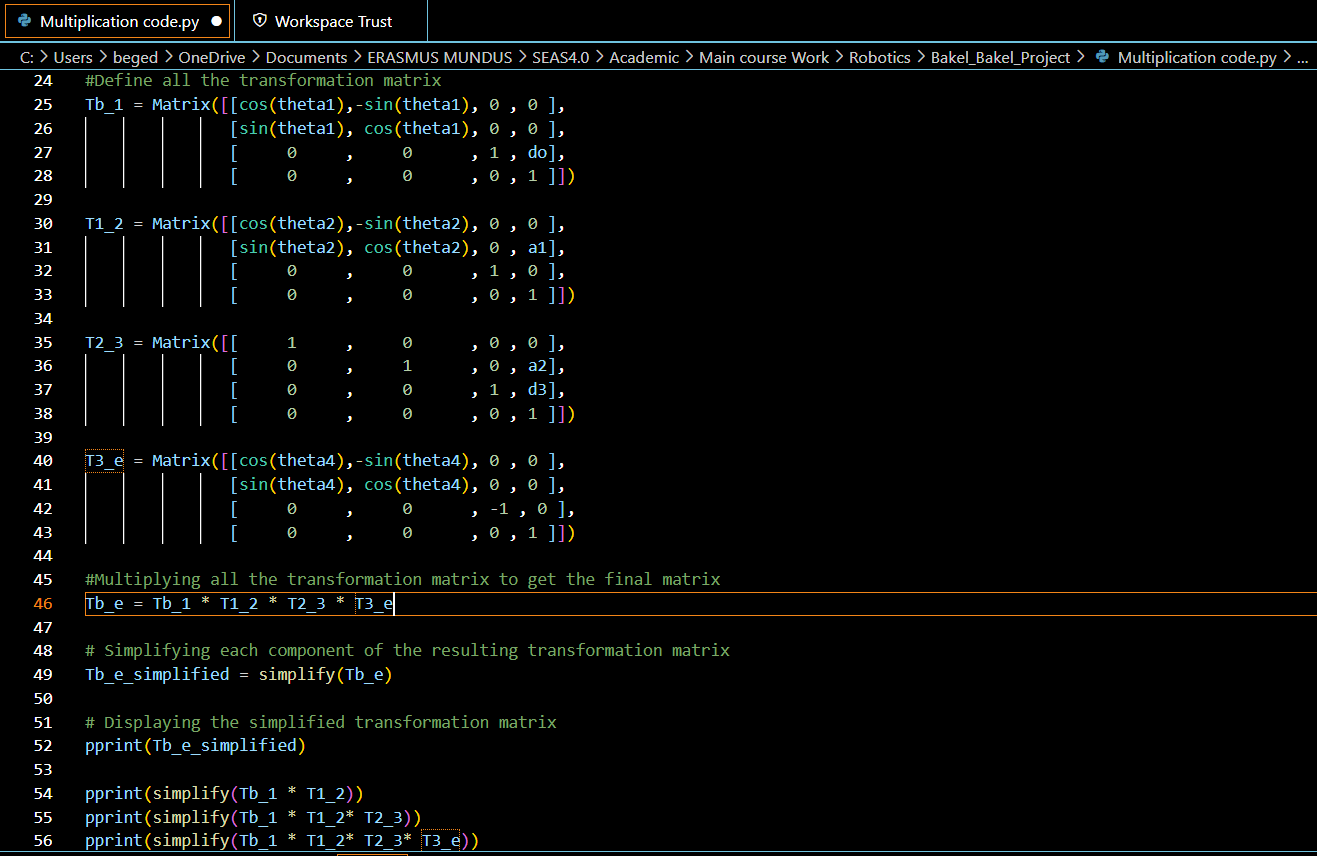 Multiplication code.py ● Workspace Trust
C: > Users > beged > OneDrive > Documents > ERASMUS MUNDUS > SEAS4.0 > Academic > Main course Work > Robotics > Bakel_Bakel_Project > Multiplication code.py > ...
24 #Define all the transformation matrix
25 Tb_1 = Matrix([[cos(theta1),-sin(theta1), 0 , 0 ],
26 [sin(theta1), cos(theta1), 0 , 0 ],
27 [ 0 , 0 , 1 , do],
28 [ 0 , 0 , 0 , 1 ]])
29
30 T1_2 = Matrix([[cos(theta2),-sin(theta2), 0 , 0 ],
31 [sin(theta2), cos(theta2), 0 , a1],
32 [ 0 , 0 , 1 , 0 ],
33 [ 0 , 0 , 0 , 1 ]])
34
35 T2_3 = Matrix([[ 1 , 0 , 0 , 0 ],
36 [ 0 , 1 , 0 , a2],
37 [ 0 , 0 , 1 , d3],
38 [ 0 , 0 , 0 , 1 ]])
39
40 T3_e = Matrix([[cos(theta4),-sin(theta4), 0 , 0 ],
41 [sin(theta4), cos(theta4), 0 , 0 ],
42 [ 0 , 0 , -1 , 0 ],
43 [ 0 , 0 , 0 , 1 ]])
44
45 #Multiplying all the transformation matrix to get the final matrix
46 Tb_e = Tb_1 * T1_2 * T2_3 * T3_e
47
48 # Simplifying each component of the resulting transformation matrix
49 Tb_e_simplified = simplify(Tb_e)
50
51 # Displaying the simplified transformation matrix
52 pprint(Tb_e_simplified)
53
54 pprint(simplify(Tb_1 * T1_2))
55 pprint(simplify(Tb_1 * T1_2* T2_3))
56 pprint(simplify(Tb_1 * T1_2* T2_3* T3_e))